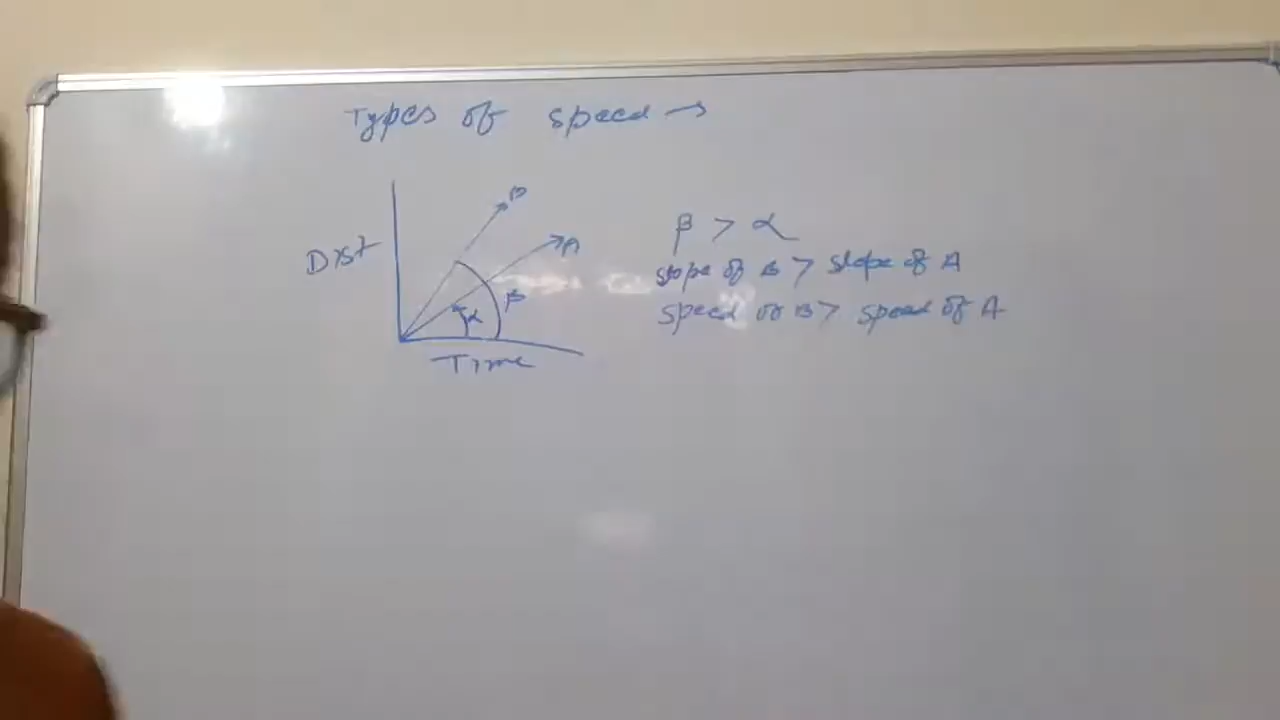 Types of speed →
B
A
Dist
β
α
Time
β > α
slope of B > slope of A
speed of B > speed of A